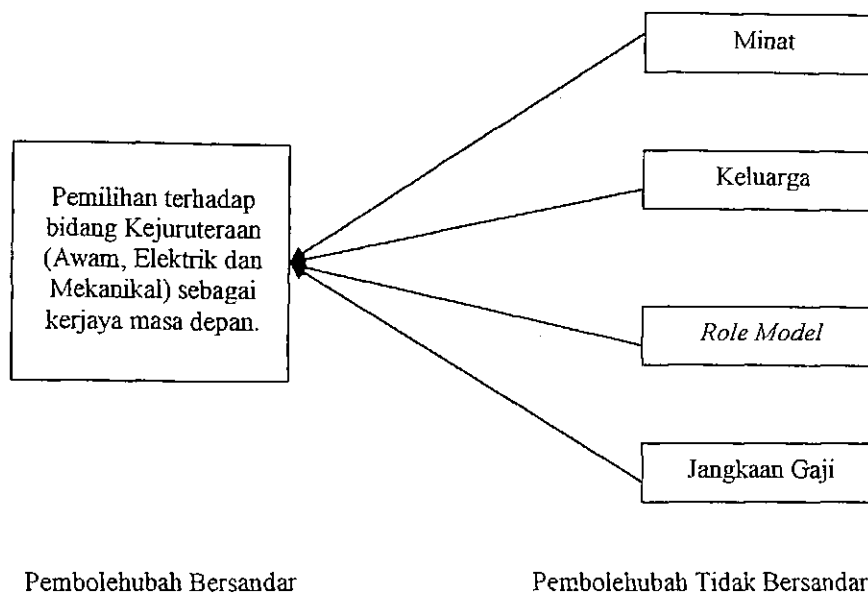 Minat
Keluarga
Pemilihan terhadap
bidang Kejuruteraan
(Awam, Elektrik dan
Mekanikal) sebagai
kerjaya masa depan.
Role Model
Jangkaan Gaji
Pembolehubah Bersandar
Pembolehubah Tidak Bersandar